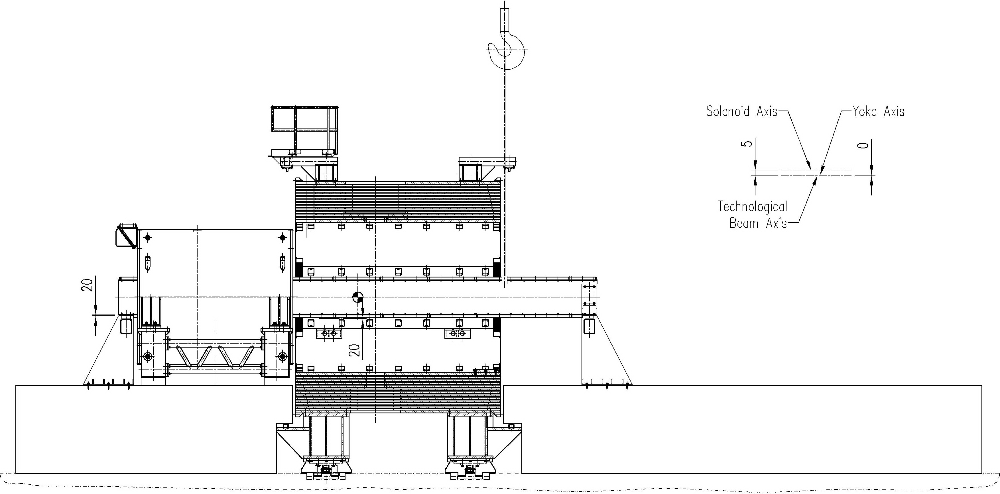 Solenoid Axis
Yoke Axis
5
0
Technological
Beam Axis
20
20